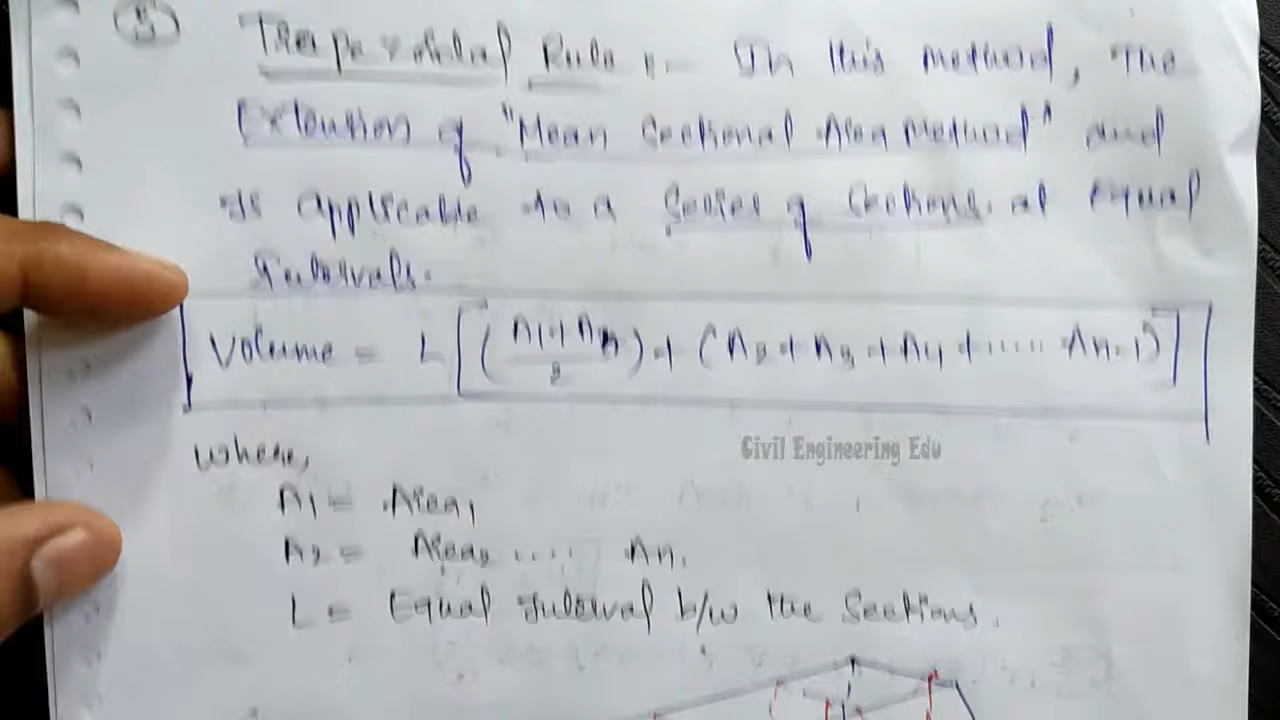 5 Trapezoidal Rule :- In this method, The
Extension of "Mean Sectional Area Method" and
is applicable to a Series of Sections at equal
Intervals.
Volume = L [ ( A1 + An / 2 ) + ( A2 + A3 + A4 + ..... An-1 ) ]
where,
Civil Engineering Edu
A1 = Area1
A2 = Area2 ..... An.
L = Equal Interval b/w the Sections.